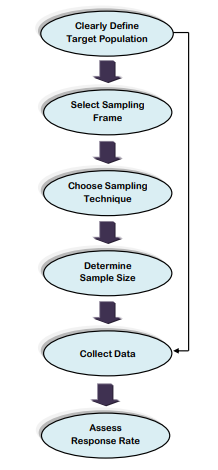 Clearly Define
Target Population
Select Sampling
Frame
Choose Sampling
Technique
Determine
Sample Size
Collect Data
Assess
Response Rate